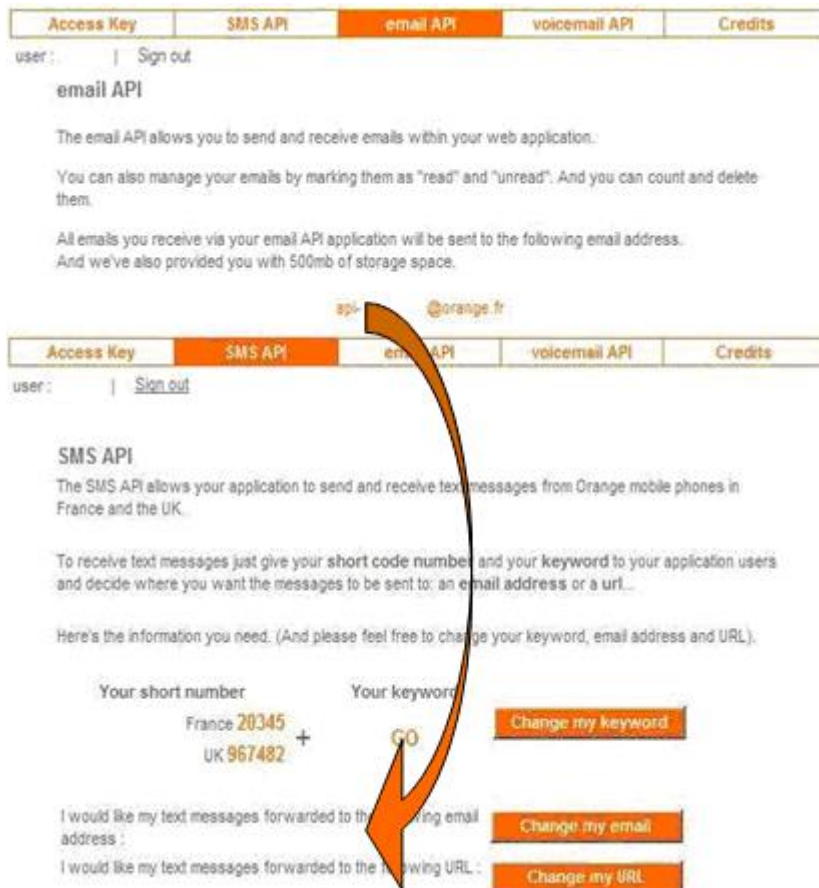 Access Key SMS API email API voicemail API Credits
user : | Sign out
email API
The email API allows you to send and receive emails within your web application.
You can also manage your emails by marking them as "read" and "unread". And you can count and delete
them.
All emails you receive via your email API application will be sent to the following email address.
And we've also provided you with 500mb of storage space.
api- @orange.fr
Access Key SMS API API voicemail API Credits
user : | Sign out
SMS API
The SMS API allows your application to send and receive text messages from Orange mobile phones in
France and the UK.
To receive text messages just give your short code number and your keyword to your application users
and decide where you want the messages to be sent to: an email address or a url...
Here's the information you need. (And please feel free to change your keyword, email address and URL).
Your short number Your keyword
France 20345 + GO Change my keyword
UK 967482
I would like my text messages forwarded to the following email
address : Change my email
I would like my text messages forwarded to the following URL : Change my URL